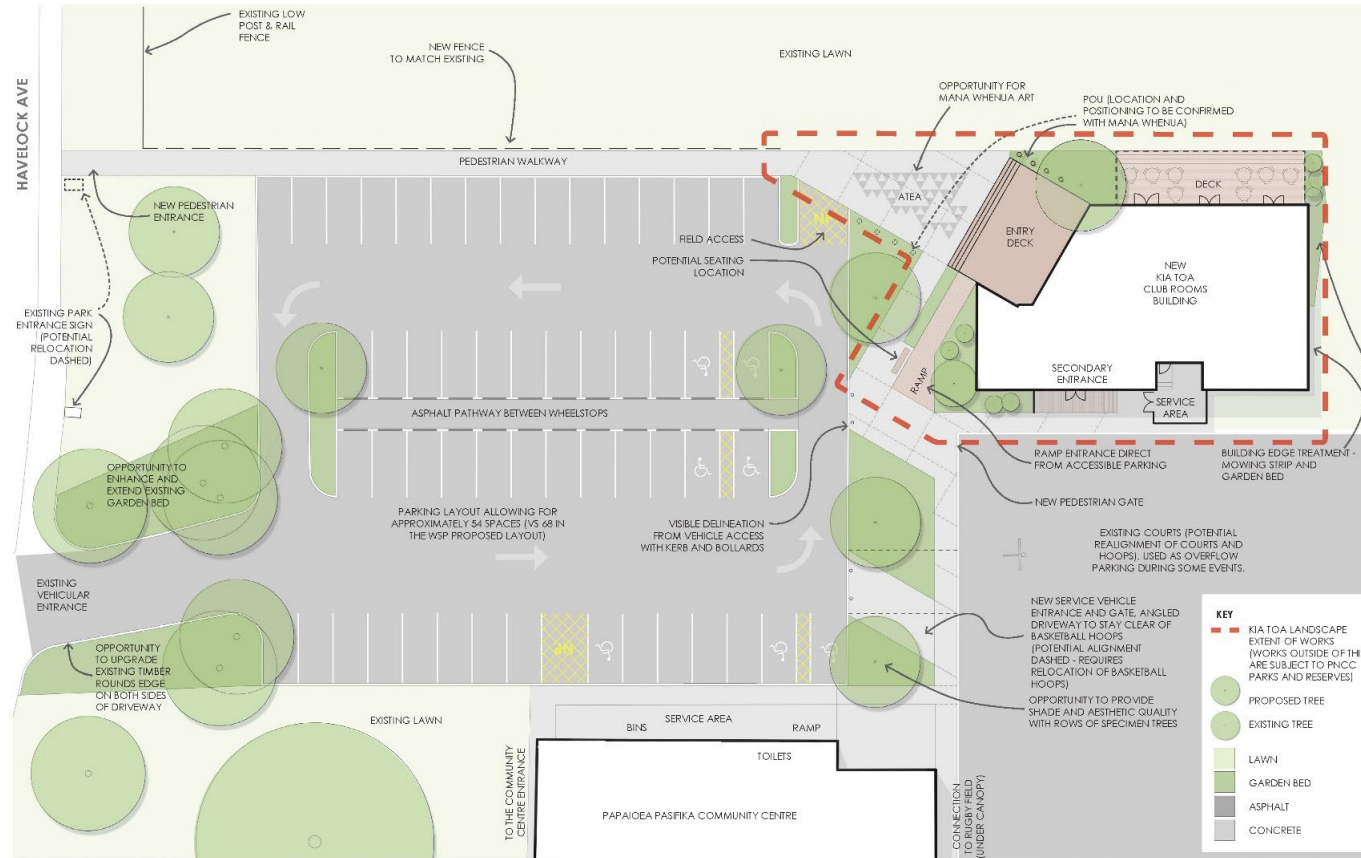 EXISTING LOW
POST & RAIL
FENCE
NEW FENCE
TO MATCH EXISTING
EXISTING LAWN
HAVELOCK AVE
OPPORTUNITY FOR
MANA WHENUA ART
POU (LOCATION AND
POSITIONING TO BE CONFIRMED
WITH MANA WHENUA)
PEDESTRIAN WALKWAY
NEW PEDESTRIAN
ENTRANCE
ATEA
DECK
ENTRY
DECK
FIELD ACCESS
POTENTIAL SEATING
LOCATION
NEW
KIA TOA
CLUB ROOMS
BUILDING
EXISTING PARK
ENTRANCE SIGN
(POTENTIAL
RELOCATION
DASHED)
RAMP
SECONDARY
ENTRANCE
SERVICE
AREA
ASPHALT PATHWAY BETWEEN WHEELSTOPS
OPPORTUNITY TO
ENHANCE AND
EXTEND EXISTING
GARDEN BED
RAMP ENTRANCE DIRECT
FROM ACCESSIBLE PARKING
BUILDING EDGE TREATMENT -
MOWING STRIP AND
GARDEN BED
NEW PEDESTRIAN GATE
PARKING LAYOUT ALLOWING FOR
APPROXIMATELY 54 SPACES (VS 68 IN
THE WSP PROPOSED LAYOUT)
VISIBLE DELINEATION
FROM VEHICLE ACCESS
WITH KERB AND BOLLARDS
EXISTING COURTS (POTENTIAL
REALIGNMENT OF COURTS AND
HOOPS). USED AS OVERFLOW
PARKING DURING SOME EVENTS.
EXISTING
VEHICULAR
ENTRANCE
NEW SERVICE VEHICLE
ENTRANCE AND GATE, ANGLED
DRIVEWAY TO STAY CLEAR OF
BASKETBALL HOOPS
(POTENTIAL ALIGNMENT
DASHED - REQUIRES
RELOCATION OF BASKETBALL
HOOPS)
OPPORTUNITY
TO UPGRADE
EXISTING TIMBER
ROUNDS EDGE
ON BOTH SIDES
OF DRIVEWAY
NP
OPPORTUNITY TO PROVIDE
SHADE AND AESTHETIC QUALITY
WITH ROWS OF SPECIMEN TREES
EXISTING LAWN
SERVICE AREA
BINS
RAMP
TOILETS
TO THE COMMUNITY
CENTRE ENTRANCE
PAPAIOEA PASIFIKA COMMUNITY CENTRE
CONNECTION
TO RUGBY FIELD
(UNDER CANOPY)
KEY
KIA TOA LANDSCAPE
EXTENT OF WORKS
(WORKS OUTSIDE OF THI
ARE SUBJECT TO PNCC
PARKS AND RESERVES)
PROPOSED TREE
EXISTING TREE
LAWN
GARDEN BED
ASPHALT
CONCRETE